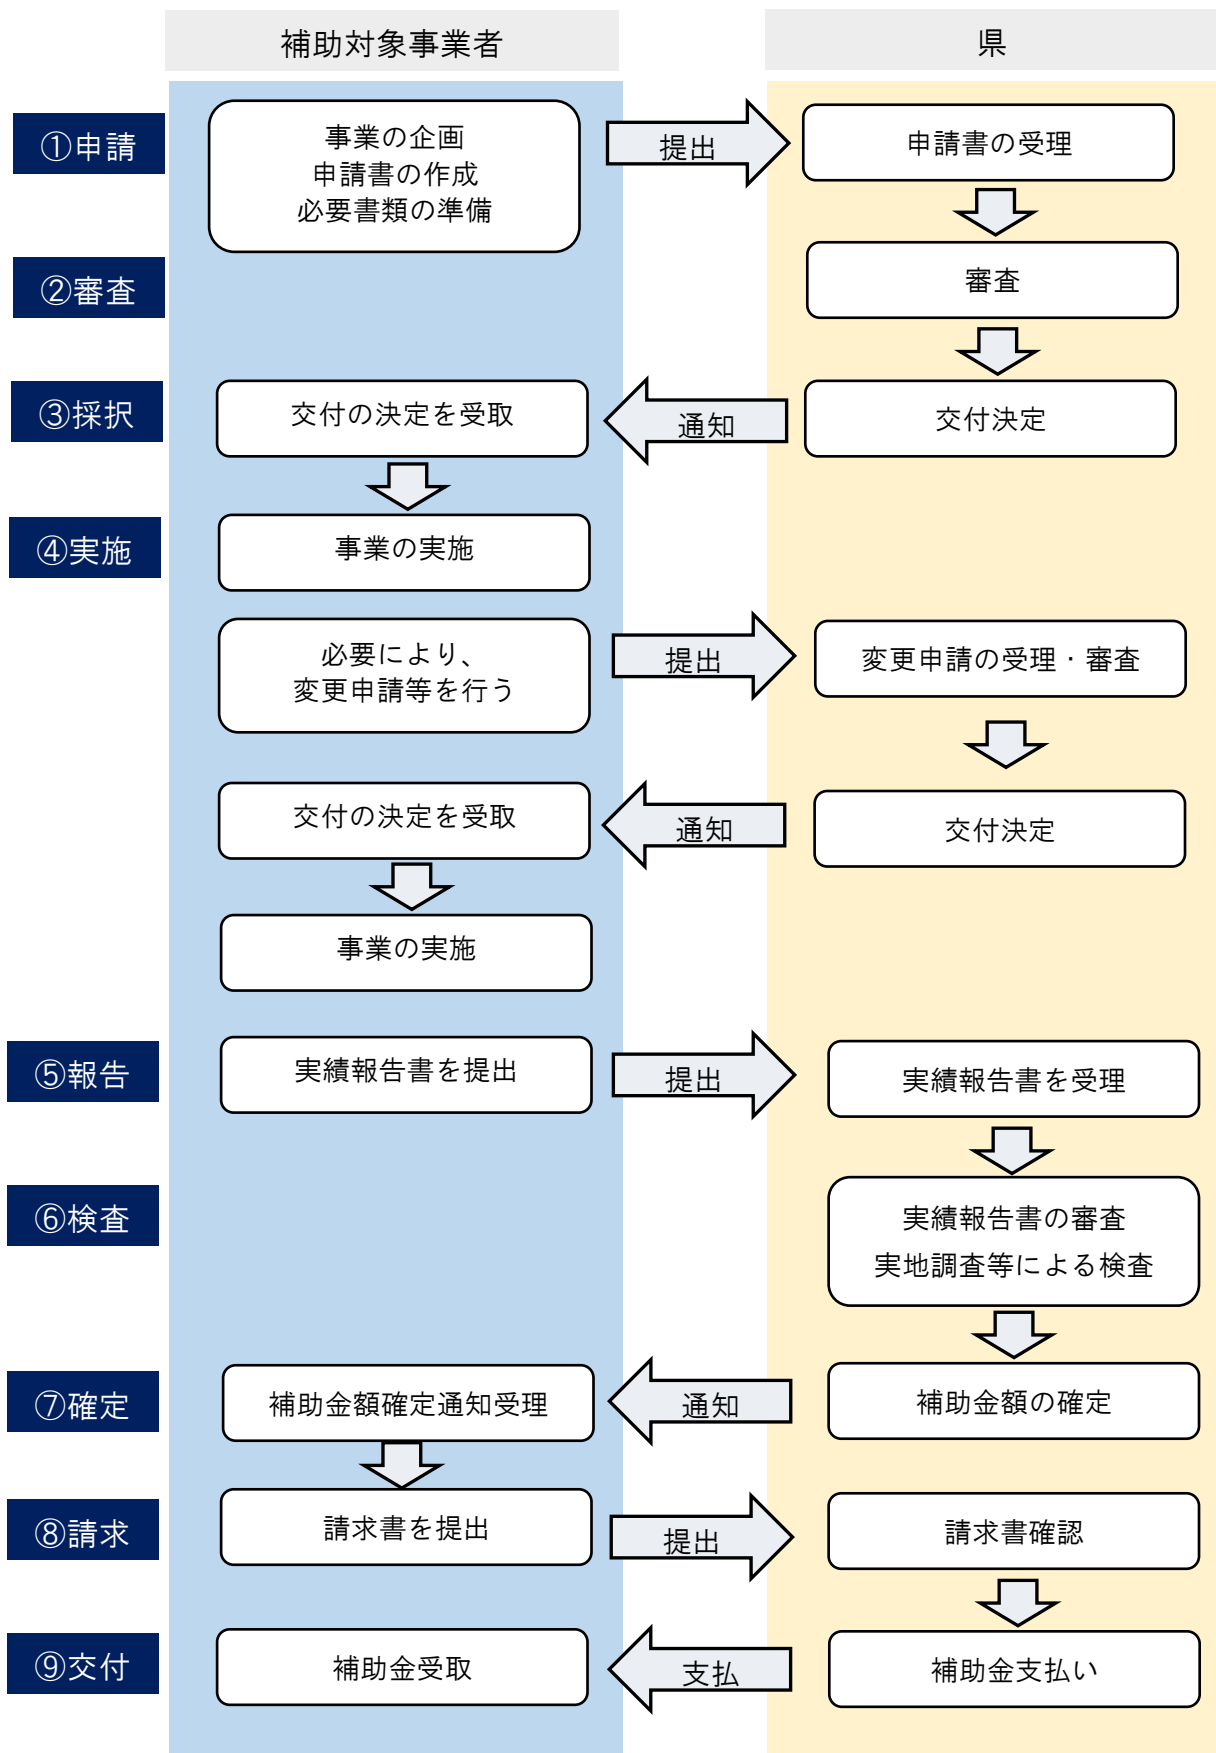 補助対象事業者
県
①申請
事業の企画
申請書の作成
必要書類の準備
提出
申請書の受理
②審査
審査
③採択
交付の決定を受取
通知
交付決定
④実施
事業の実施
必要により、
変更申請等を行う
提出
変更申請の受理・審査
交付の決定を受取
通知
交付決定
事業の実施
⑤報告
実績報告書を提出
提出
実績報告書を受理
⑥検査
実績報告書の審査
実地調査等による検査
⑦確定
補助金額確定通知受理
通知
補助金額の確定
⑧請求
請求書を提出
提出
請求書確認
⑨交付
補助金受取
支払
補助金支払い